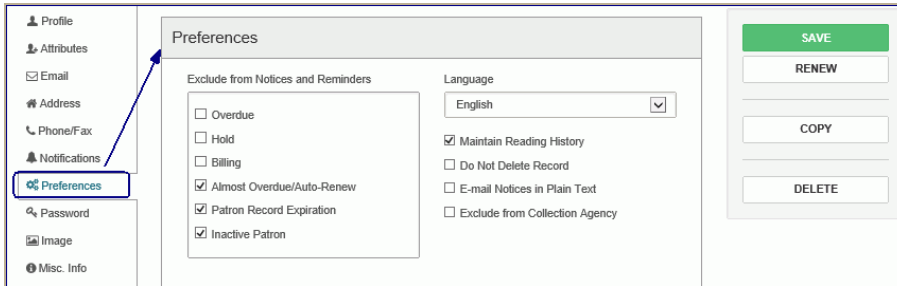 Profile
Attributes
Email
Address
Phone/Fax
Notifications
Preferences
Password
Image
Misc. Info
Preferences
Exclude from Notices and Reminders
Overdue
Hold
Billing
Almost Overdue/Auto-Renew
Patron Record Expiration
Inactive Patron
Language
English
Maintain Reading History
Do Not Delete Record
E-mail Notices in Plain Text
Exclude from Collection Agency
SAVE
RENEW
COPY
DELETE